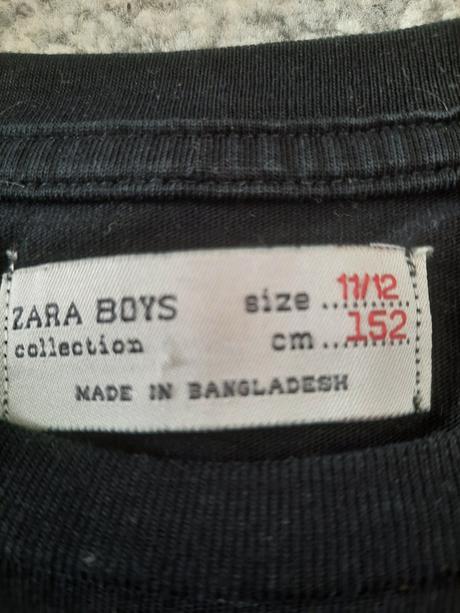 ZARA BOYS size ... 11/12
collection cm ... 152
MADE IN BANGLADESH